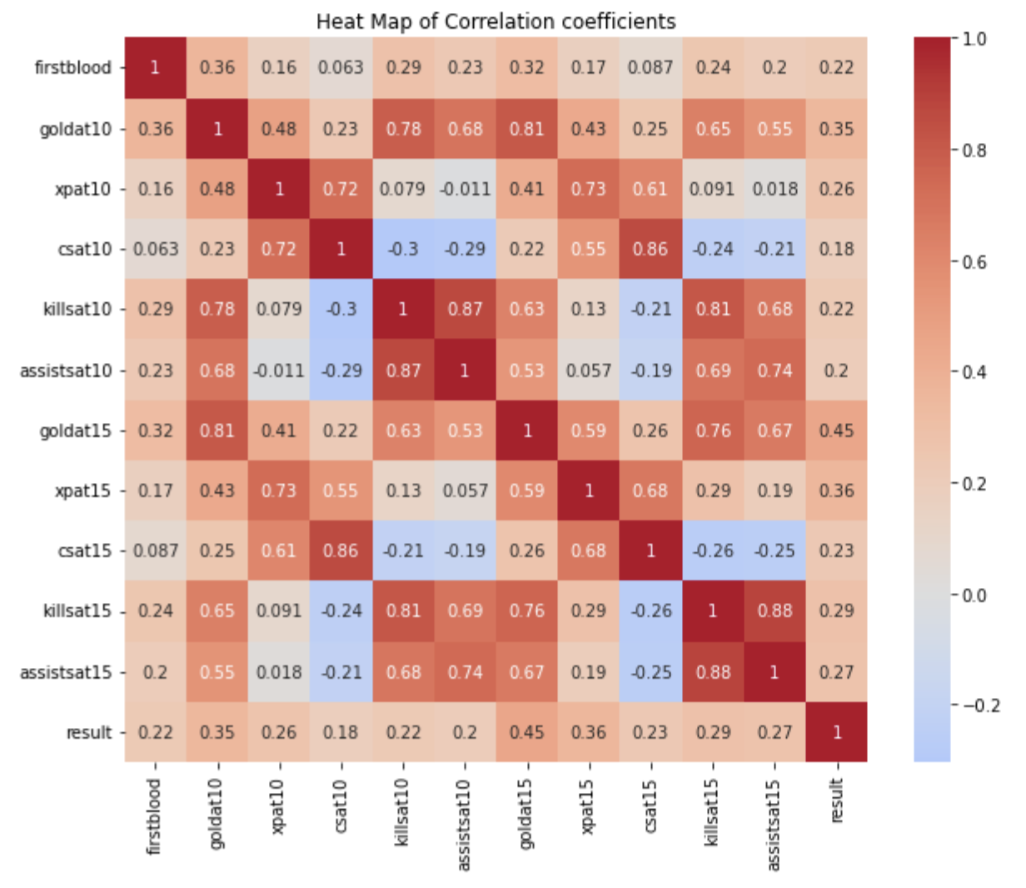 Heat Map of Correlation coefficients
firstblood 1 0.36 0.16 0.063 0.29 0.23 0.32 0.17 0.087 0.24 0.2 0.22
goldat10 0.36 1 0.48 0.23 0.78 0.68 0.81 0.43 0.25 0.65 0.55 0.35
xpat10 0.16 0.48 1 0.72 0.079 -0.011 0.41 0.73 0.61 0.091 0.018 0.26
csat10 0.063 0.23 0.72 1 -0.3 -0.29 0.22 0.55 0.86 -0.24 -0.21 0.18
killsat10 0.29 0.78 0.079 -0.3 1 0.87 0.63 0.13 -0.21 0.81 0.68 0.22
assistsat10 0.23 0.68 -0.011 -0.29 0.87 1 0.53 0.057 -0.19 0.69 0.74 0.2
goldat15 0.32 0.81 0.41 0.22 0.63 0.53 1 0.59 0.26 0.76 0.67 0.45
xpat15 0.17 0.43 0.73 0.55 0.13 0.057 0.59 1 0.68 0.29 0.19 0.36
csat15 0.087 0.25 0.61 0.86 -0.21 -0.19 0.26 0.68 1 -0.26 -0.25 0.23
killsat15 0.24 0.65 0.091 -0.24 0.81 0.69 0.76 0.29 -0.26 1 0.88 0.29
assistsat15 0.2 0.55 0.018 -0.21 0.68 0.74 0.67 0.19 -0.25 0.88 1 0.27
result 0.22 0.35 0.26 0.18 0.22 0.2 0.45 0.36 0.23 0.29 0.27 1
firstblood goldat10 xpat10 csat10 killsat10 assistsat10 goldat15 xpat15 csat15 killsat15 assistsat15 result
1.0
0.8
0.6
0.4
0.2
0.0
−0.2